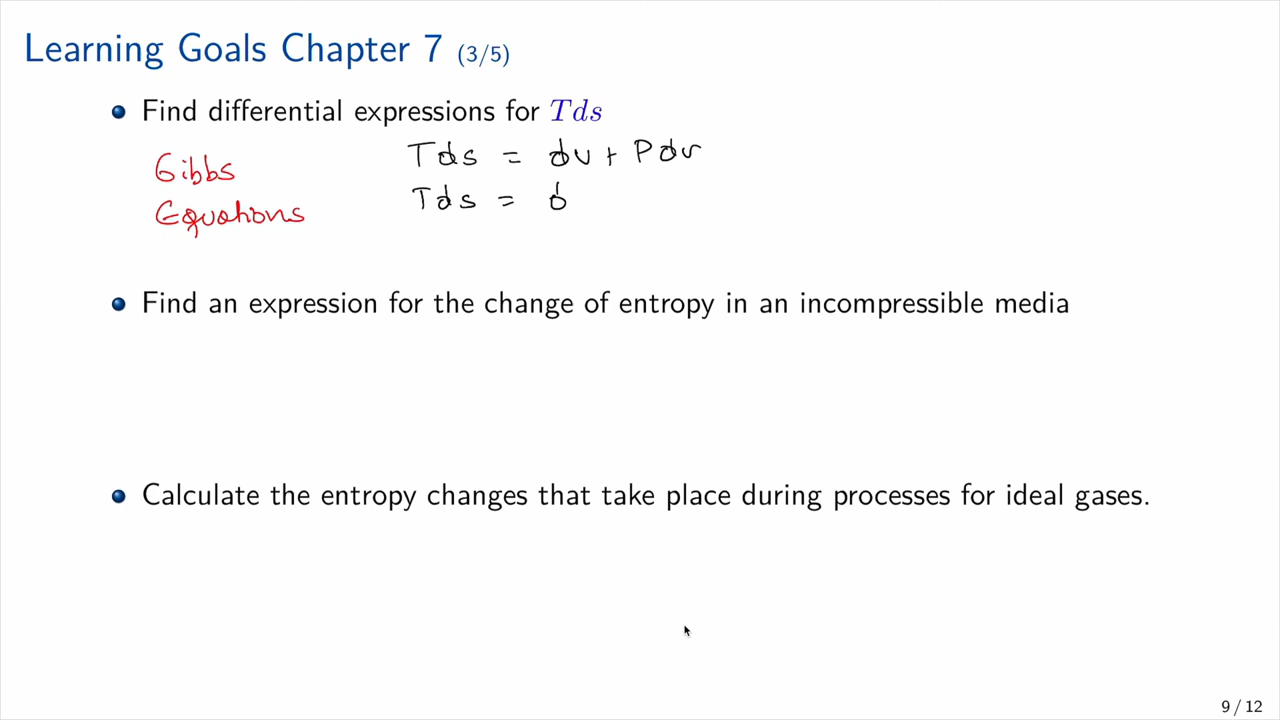 Learning Goals Chapter 7 (3/5)
Find differential expressions for Tds
Gibbs
Equations
Tds = du + Pdv
Tds = d
Find an expression for the change of entropy in an incompressible media
Calculate the entropy changes that take place during processes for ideal gases.
9 / 12